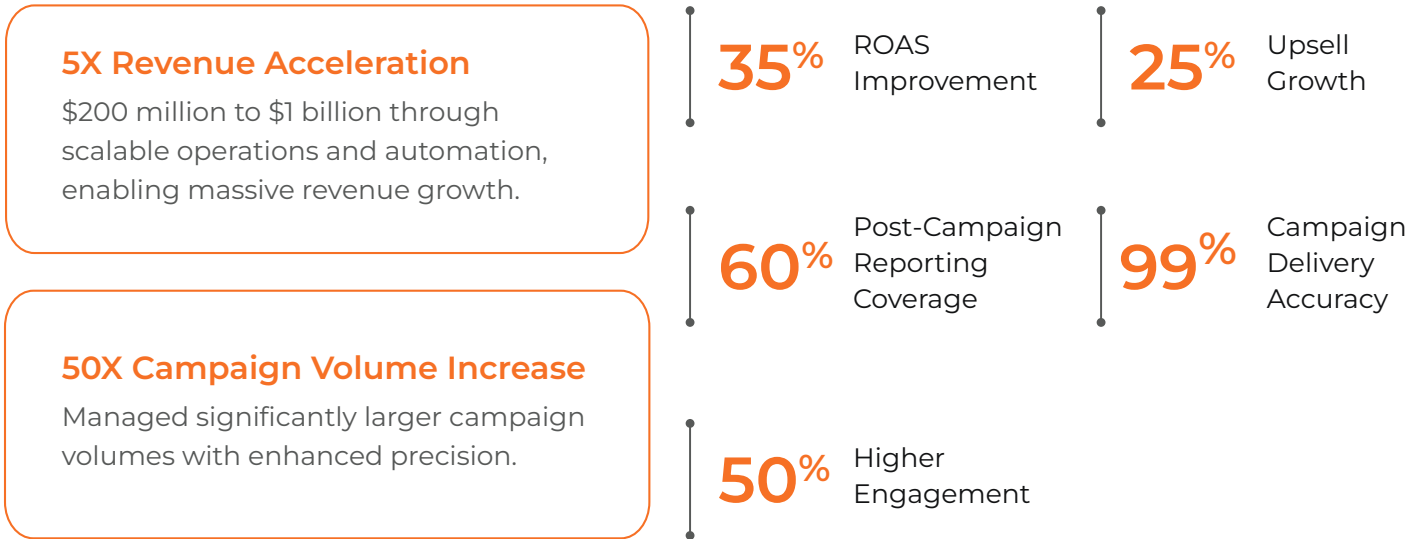 5X Revenue Acceleration
$200 million to $1 billion through
scalable operations and automation,
enabling massive revenue growth.
50X Campaign Volume Increase
Managed significantly larger campaign
volumes with enhanced precision.
35% ROAS
Improvement
25% Upsell
Growth
60% Post-Campaign
Reporting
Coverage
99% Campaign
Delivery
Accuracy
50% Higher
Engagement